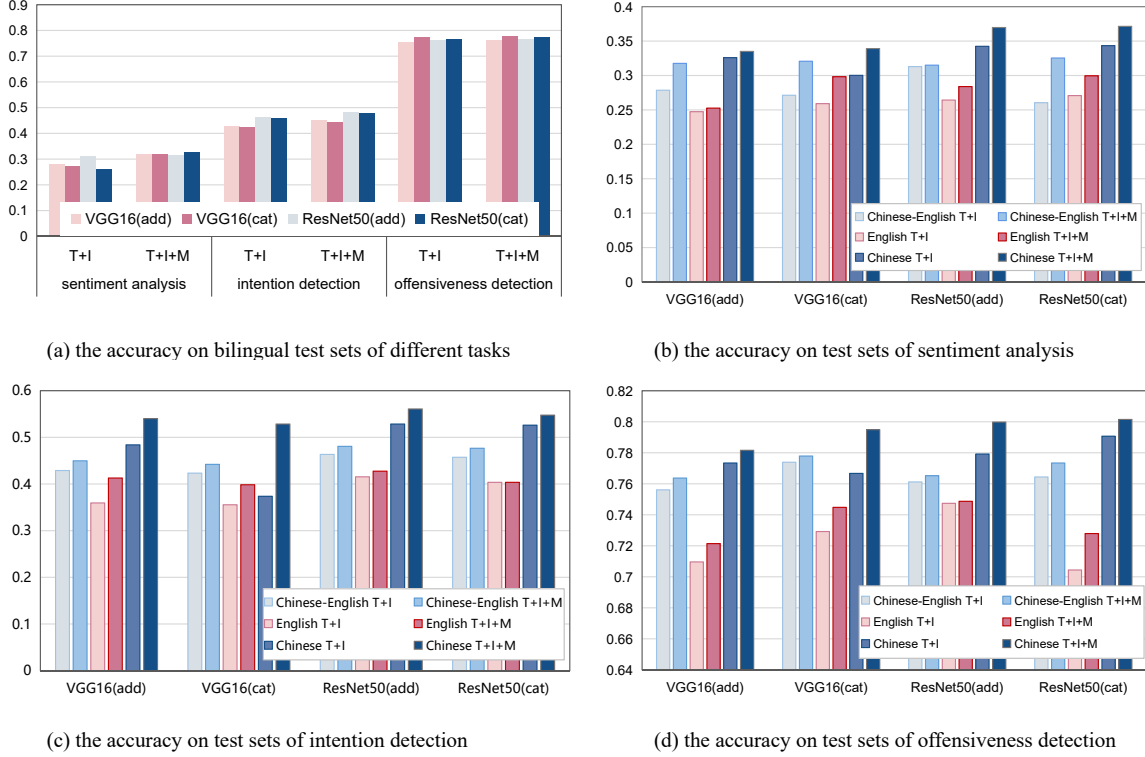 0.9
0.8
0.7
0.6
0.5
0.4
0.3
0.2
0.1
0
VGG16(add) VGG16(cat) ResNet50(add) ResNet50(cat)
T+I T+I+M T+I T+I+M T+I T+I+M
sentiment analysis intention detection offensiveness detection
(a) the accuracy on bilingual test sets of different tasks
0.4
0.35
0.3
0.25
0.2
0.15
0.1
0.05
0
Chinese-English T+I Chinese-English T+I+M
English T+I English T+I+M
Chinese T+I Chinese T+I+M
VGG16(add) VGG16(cat) ResNet50(add) ResNet50(cat)
(b) the accuracy on test sets of sentiment analysis
0.6
0.5
0.4
0.3
0.2
0.1
0
Chinese-English T+I Chinese-English T+I+M
English T+I English T+I+M
Chinese T+I Chinese T+I+M
VGG16(add) VGG16(cat) ResNet50(add) ResNet50(cat)
(c) the accuracy on test sets of intention detection
0.82
0.8
0.78
0.76
0.74
0.72
0.7
0.68
0.66
0.64
Chinese-English T+I Chinese-English T+I+M
English T+I English T+I+M
Chinese T+I Chinese T+I+M
VGG16(add) VGG16(cat) ResNet50(add) ResNet50(cat)
(d) the accuracy on test sets of offensiveness detection